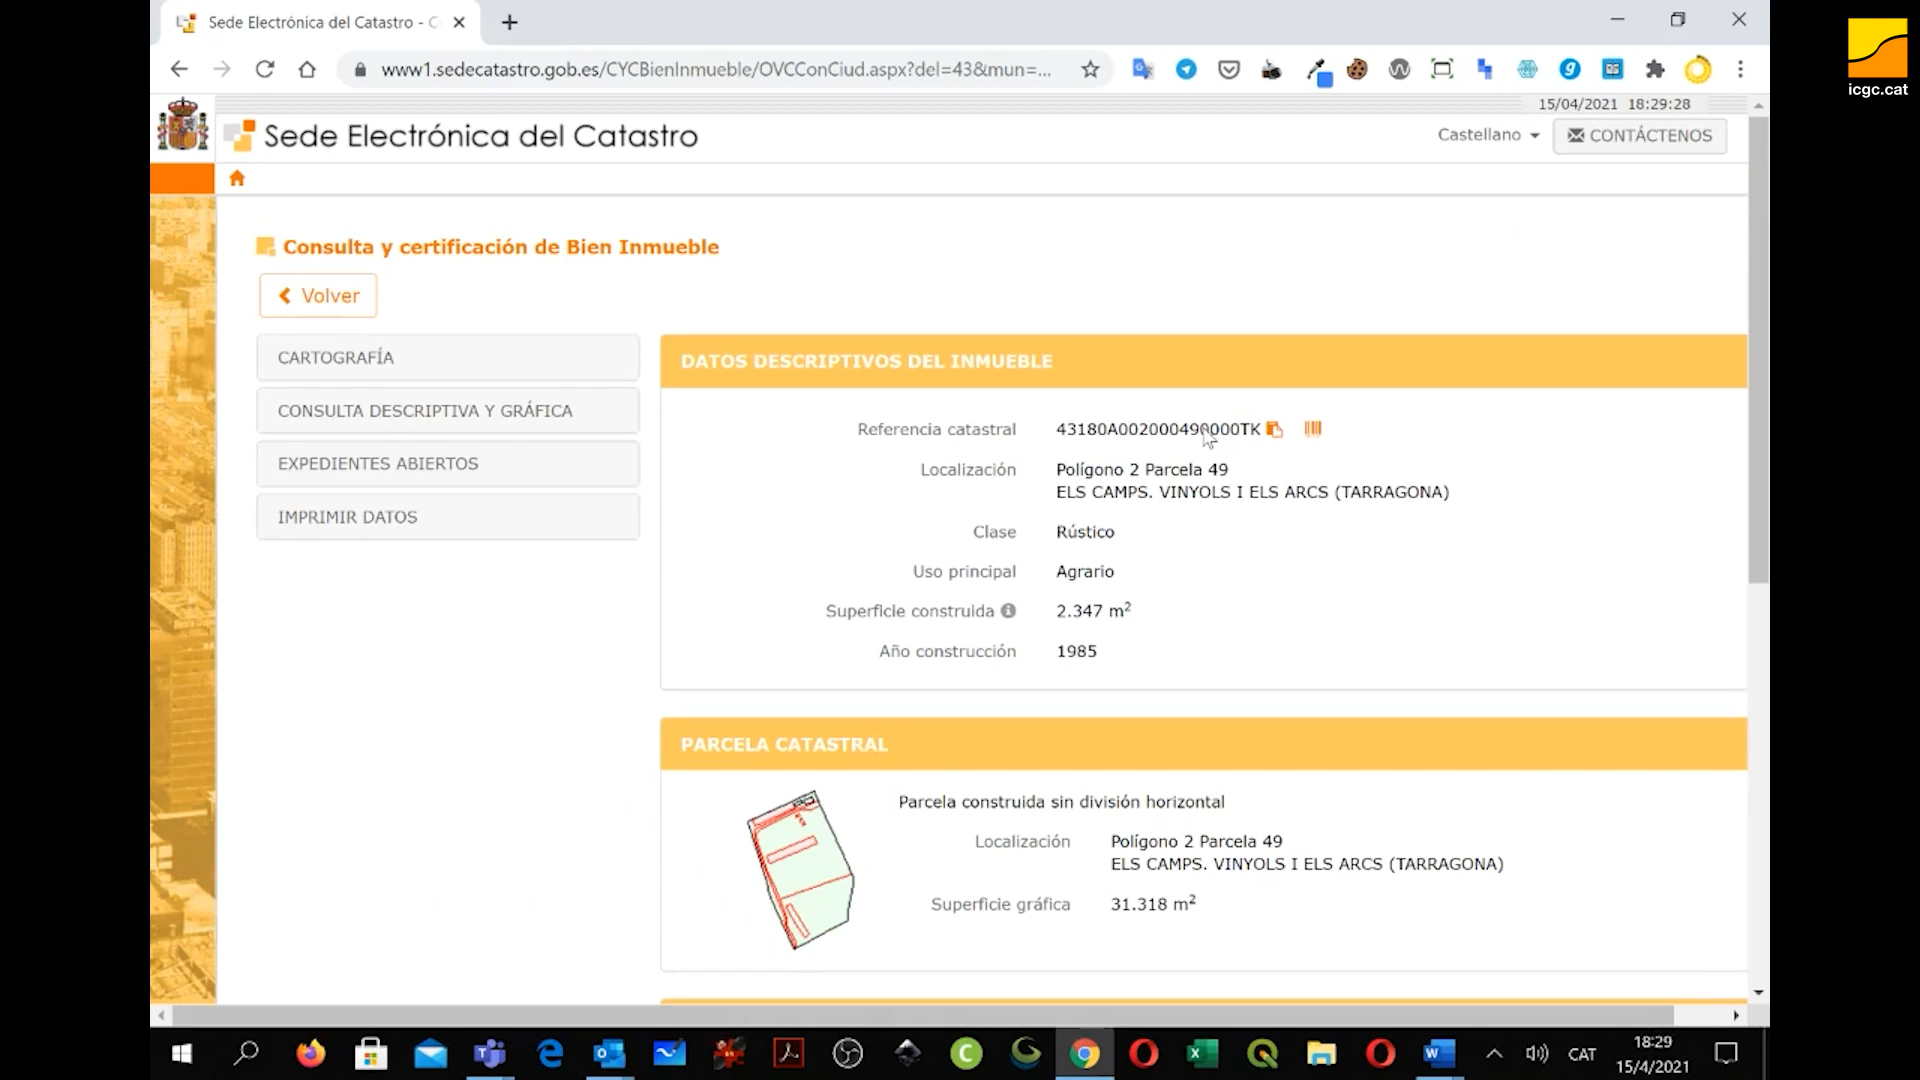 Sede Electrónica del Catastro - C
www1.sedecatastro.gob.es/CYCBienInmueble/OVCConCiud.aspx?del=43&mun=...
icgc.cat
15/04/2021 18:29:28
Sede Electrónica del Catastro
Castellano
CONTÁCTENOS
Consulta y certificación de Bien Inmueble
Volver
CARTOGRAFÍA
CONSULTA DESCRIPTIVA Y GRÁFICA
EXPEDIENTES ABIERTOS
IMPRIMIR DATOS
DATOS DESCRIPTIVOS DEL INMUEBLE
Referencia catastral 43180A002000490000TK
Localización Polígono 2 Parcela 49
ELS CAMPS. VINYOLS I ELS ARCS (TARRAGONA)
Clase Rústico
Uso principal Agrario
Superficie construida 2.347 m²
Año construcción 1985
PARCELA CATASTRAL
Parcela construida sin división horizontal
Localización Polígono 2 Parcela 49
ELS CAMPS. VINYOLS I ELS ARCS (TARRAGONA)
Superficie gráfica 31.318 m²
CAT
18:29
15/4/2021